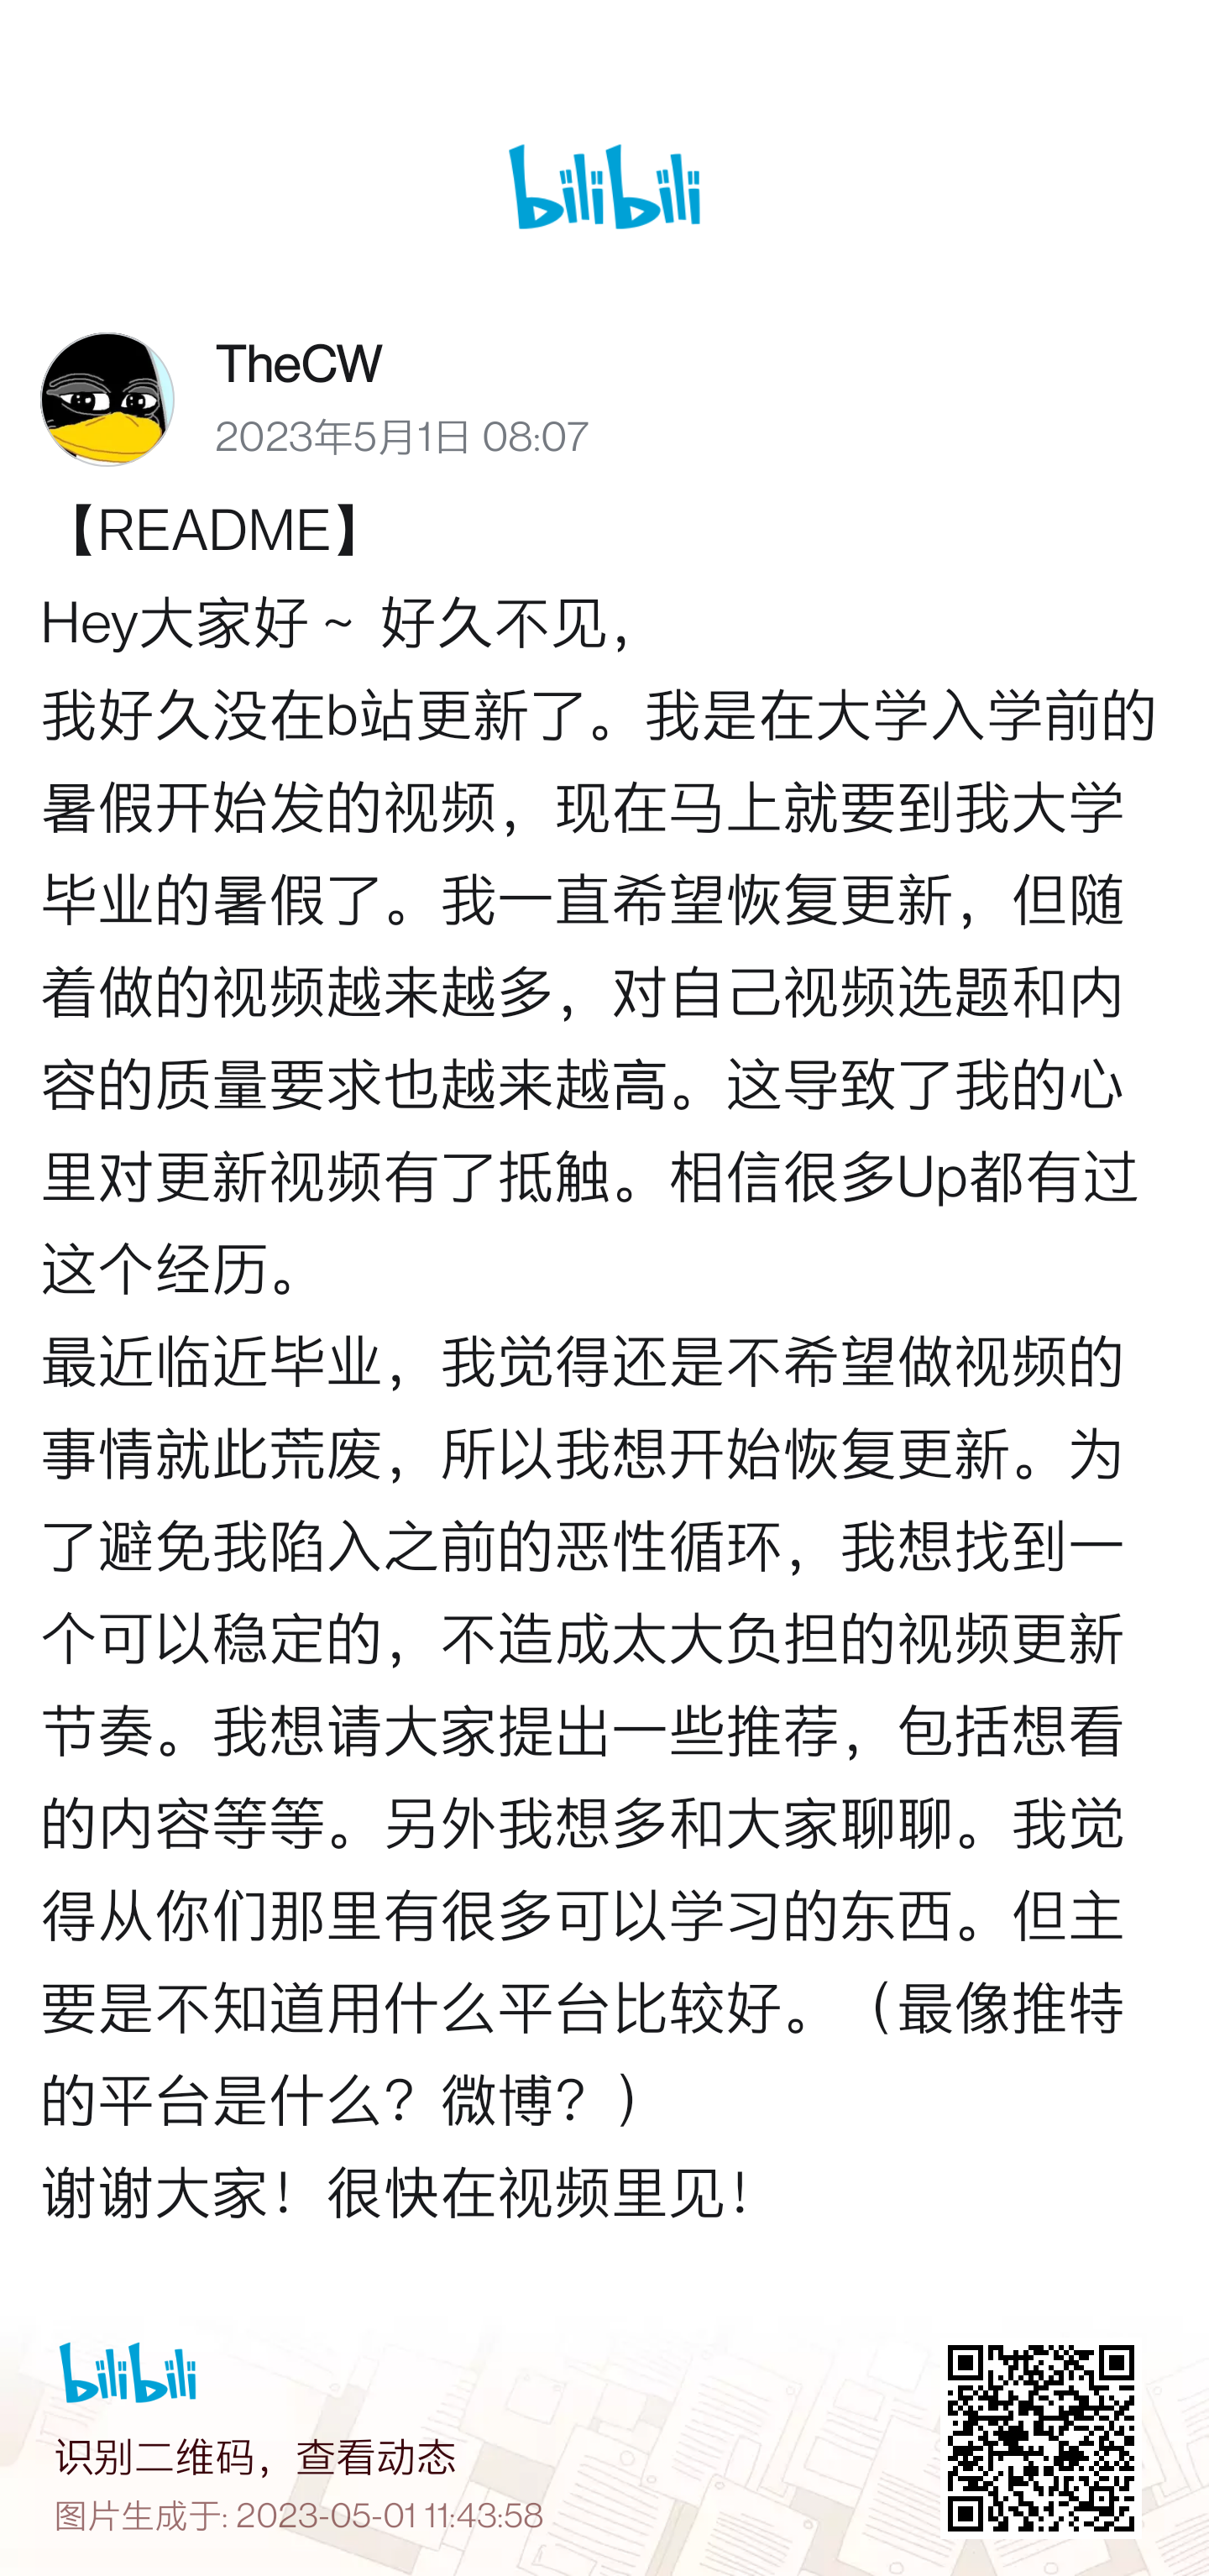 bilibili
TheCW
2023年5月1日 08:07
【README】
Hey大家好~ 好久不见，
我好久没在b站更新了。我是在大学入学前的
暑假开始发的视频，现在马上就要到我大学
毕业的暑假了。我一直希望恢复更新，但随
着做的视频越来越多，对自己视频选题和内
容的质量要求也越来越高。这导致了我的心
里对更新视频有了抵触。相信很多Up都有过
这个经历。
最近临近毕业，我觉得还是不希望做视频的
事情就此荒废，所以我想开始恢复更新。为
了避免我陷入之前的恶性循环，我想找到一
个可以稳定的，不造成太大负担的视频更新
节奏。我想请大家提出一些推荐，包括想看
的内容等等。另外我想多和大家聊聊。我觉
得从你们那里有很多可以学习的东西。但主
要是不知道用什么平台比较好。（最像推特
的平台是什么？微博？）
谢谢大家！很快在视频里见！
bilibili
识别二维码，查看动态
图片生成于: 2023-05-01 11:43:58